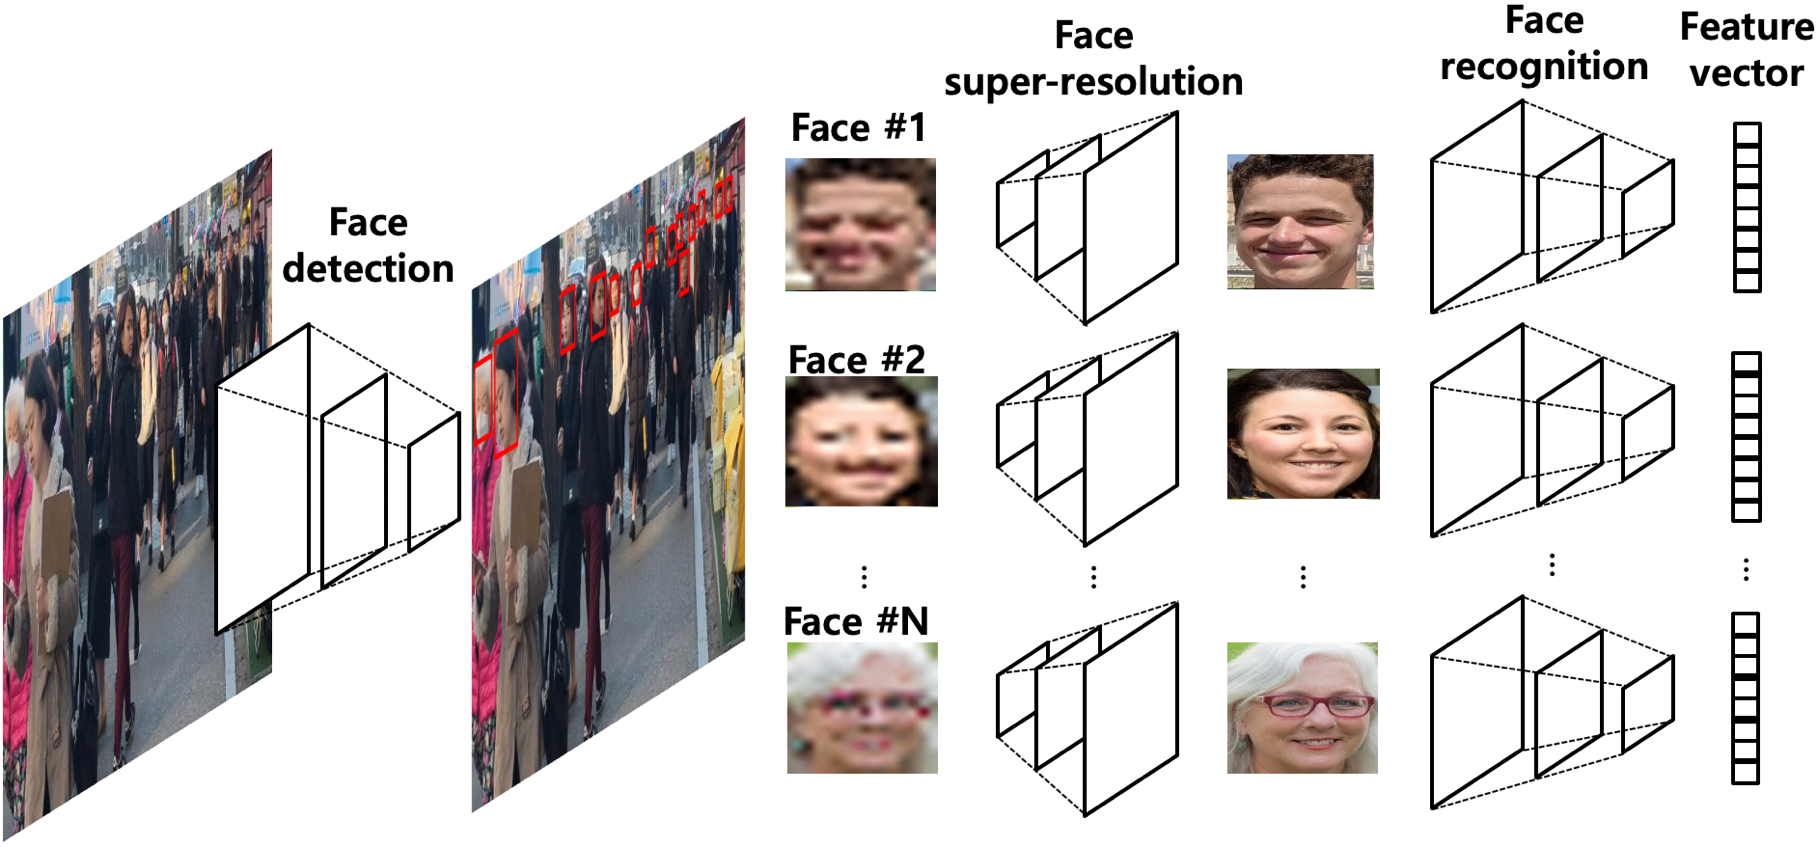 Face
detection
Face #1
Face #2
⋮
Face #N
Face
super-resolution
Face
recognition
Feature
vector